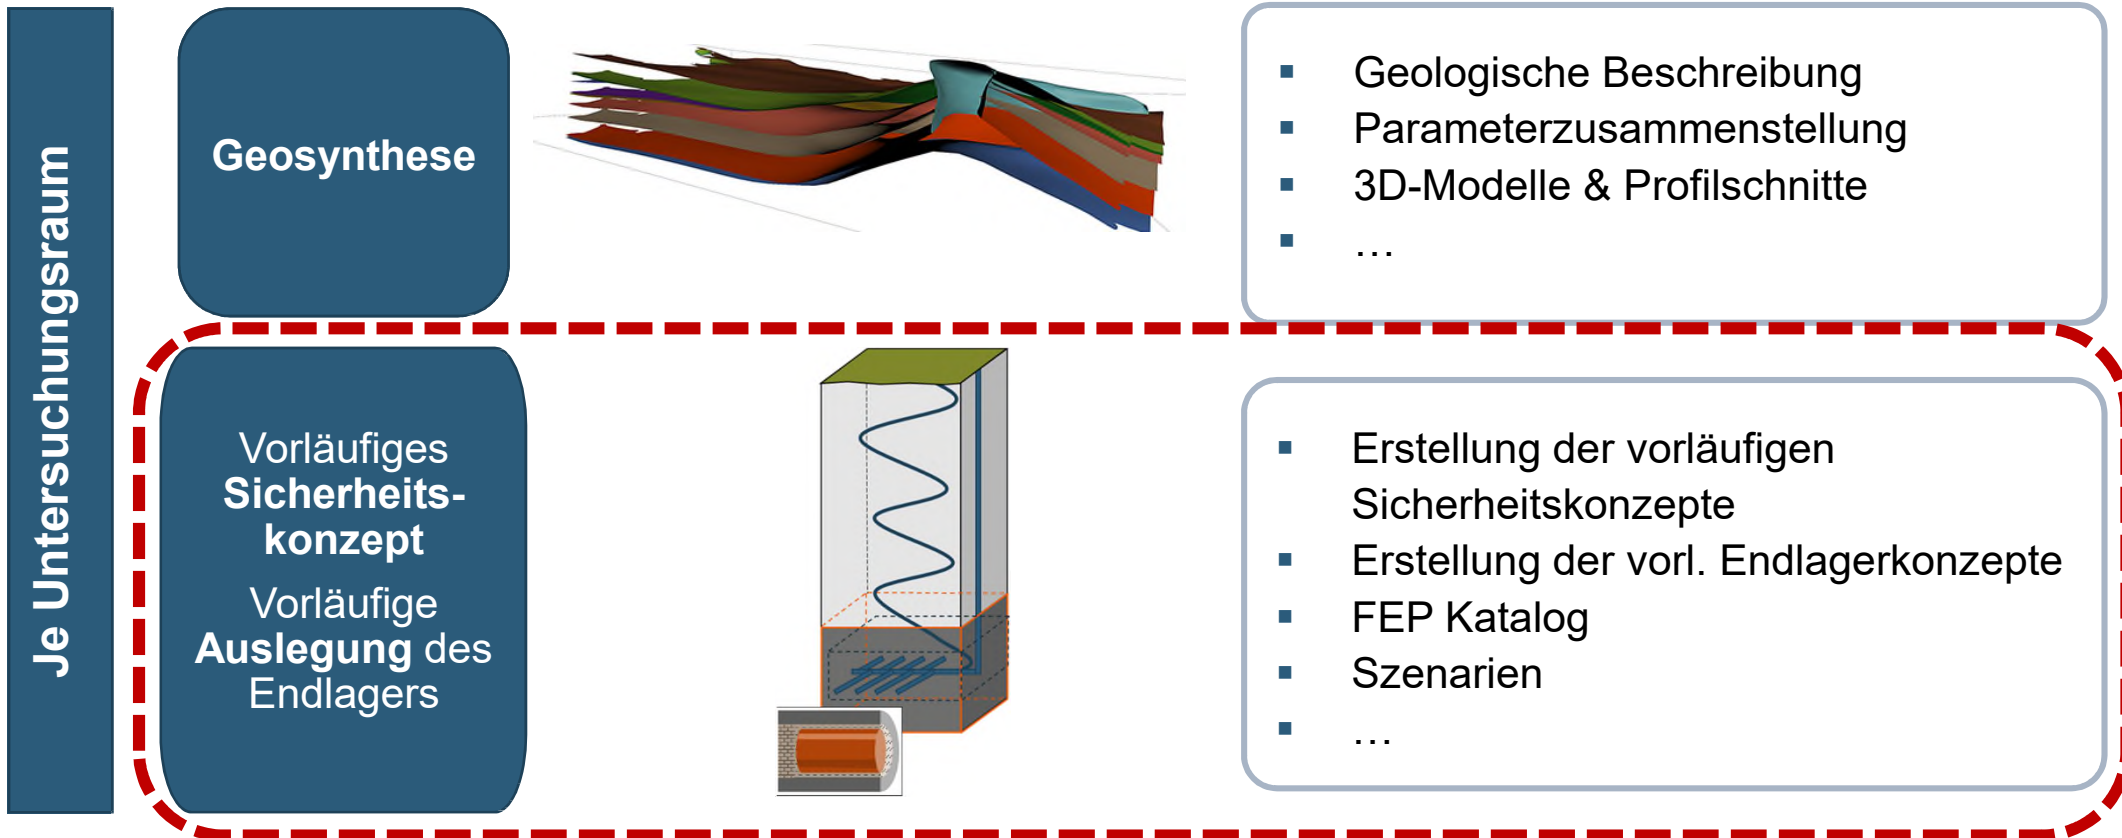 Je Untersuchungsraum
Geosynthese
▪ Geologische Beschreibung
▪ Parameterzusammenstellung
▪ 3D-Modelle & Profilschnitte
▪ …
Vorläufiges
Sicherheits-
konzept
Vorläufige
Auslegung des
Endlagers
▪ Erstellung der vorläufigen
Sicherheitskonzepte
▪ Erstellung der vorl. Endlagerkonzepte
▪ FEP Katalog
▪ Szenarien
▪ …